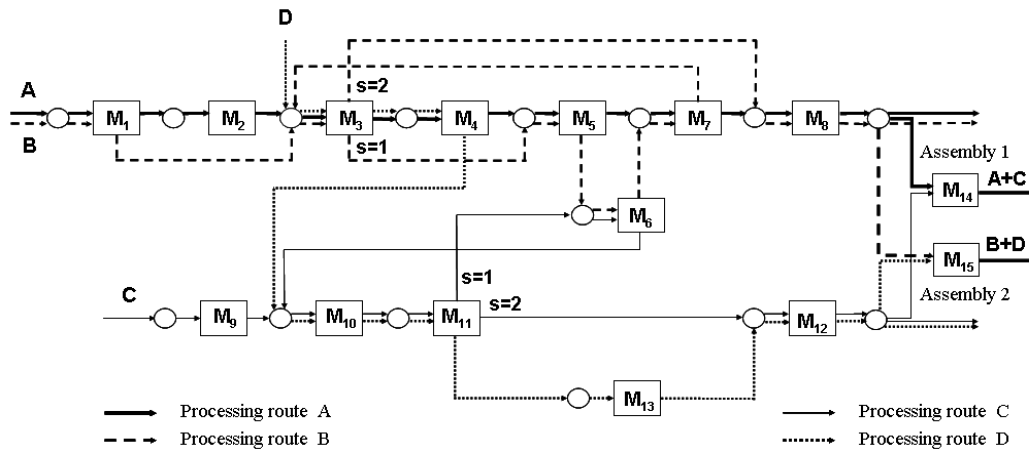 D
A
s=2
M1 M2 M3 M4 M5 M7 M8
B
s=1
Assembly 1
A+C
M14
M6
B+D
M15
s=1
C
s=2
Assembly 2
M9 M10 M11 M12
M13
Processing route A
Processing route C
Processing route B
Processing route D